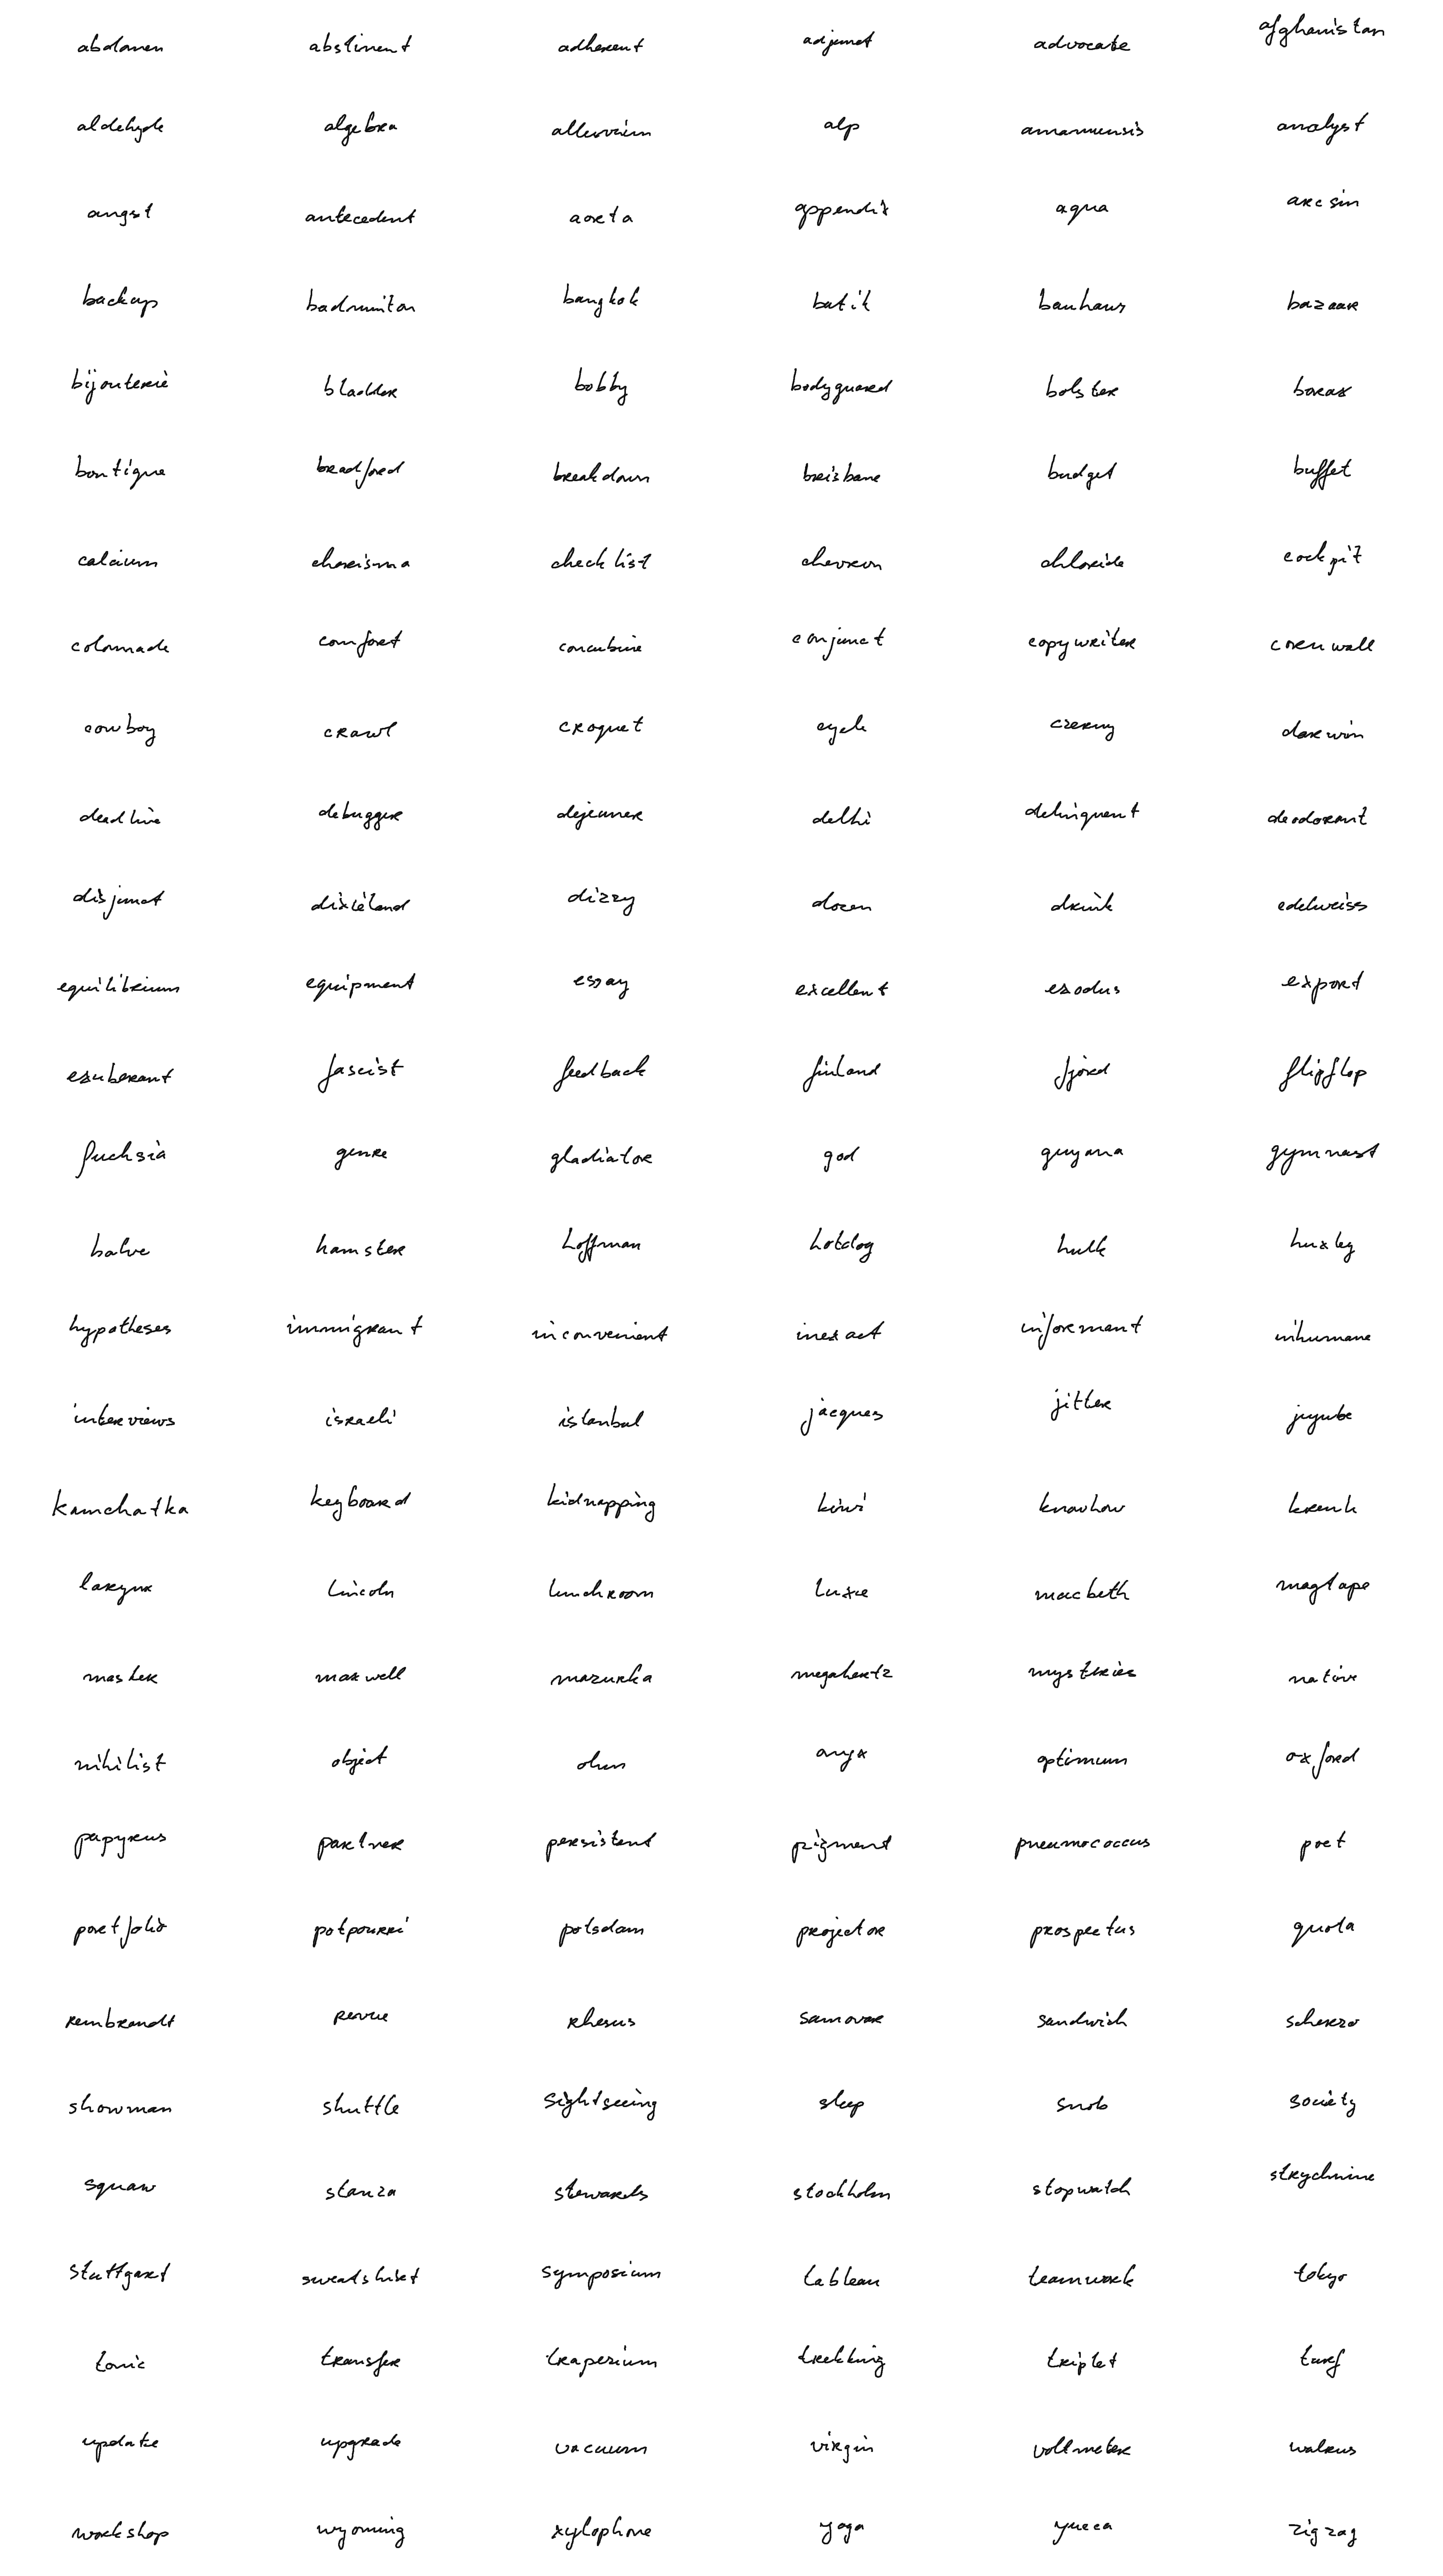 abdomen abstinent adherent adjunct advocate afghanistan
aldehyde algebra alluvium alp amanuensis analyst
angst antecedent aorta appendix aqua arcsin
backup badminton bangkok batik bauhaus bazaar
bijouterie bladder bobby bodyguard bolster borax
boutique bradford breakdown brisbane budget buffet
calcium charisma checklist chevron chloride cockpit
colonnade comfort concubine conjunct copywriter cornwall
cowboy crawl croquet cycle czerny darwin
deadline debugger dejeuner delhi delinquent deodorant
disjunct dixieland dizzy dozen drink edelweiss
equilibrium equipment essay excellent exodus export
exuberant fascist feedback finland fjord flipflop
fuchsia genre gladiator god guyana gymnast
halve hamster hoffman hotdog hulk huxley
hypotheses immigrant inconvenient inexact informant inhumane
interviews israeli istanbul jacques jitter jujube
kamchatka keyboard kidnapping kiwi knowhow
larynx lincoln lunchroom luxe macbeth magtape
master maxwell mazurka megahertz mysteries native
nihilist object onyx optimum oxford
papyrus partner persistent pigment pneumococcus poet
portfolio potpourri potsdam projector prospectus quota
rembrandt revue rhesus samovar sandwich scherzo
showman shuttle sightseeing sleep snob society
squaw stanza stewards stockholm stopwatch strychnine
stuttgart sweatshirt symposium tableau teamwork tokyo
tonic transfer trapezium trekking triplet turf
update upgrade vacuum virgin voltmeter walrus
workshop wyoming xylophone yoga yucca zigzag